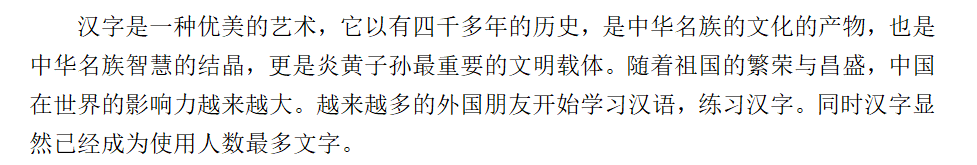 汉字是一种优美的艺术，它以有四千多年的历史，是中华名族的文化的产物，也是
中华名族智慧的结晶，更是炎黄子孙最重要的文明载体。随着祖国的繁荣与昌盛，中国
在世界的影响力越来越大。越来越多的外国朋友开始学习汉语，练习汉字。同时汉字显
然已经成为使用人数最多文字。